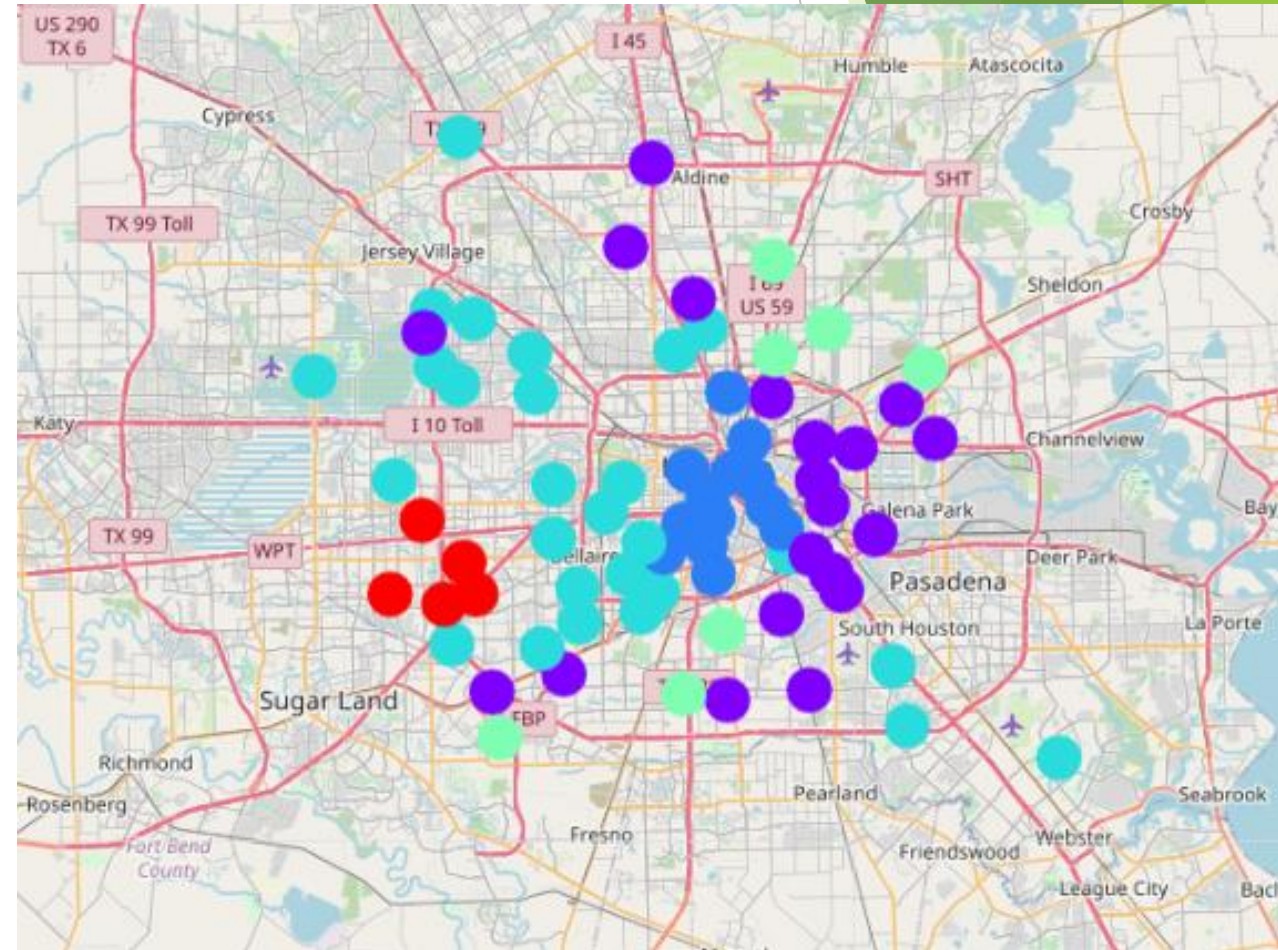 US 290
TX 6
I 45
Humble
Atascocita
Cypress
Aldine
SHT
TX 99 Toll
Crosby
Jersey Village
Sheldon
I 69
US 59
Katy
I 10 Toll
Channelview
Galena Park
Bay
TX 99
WPT
Bellaire
Deer Park
Pasadena
La Porte
South Houston
Sugar Land
FBP
Richmond
Pearland
Seabrook
Rosenberg
Fresno
Webster
Fort Bend
County
Friendswood
League City
Bacl